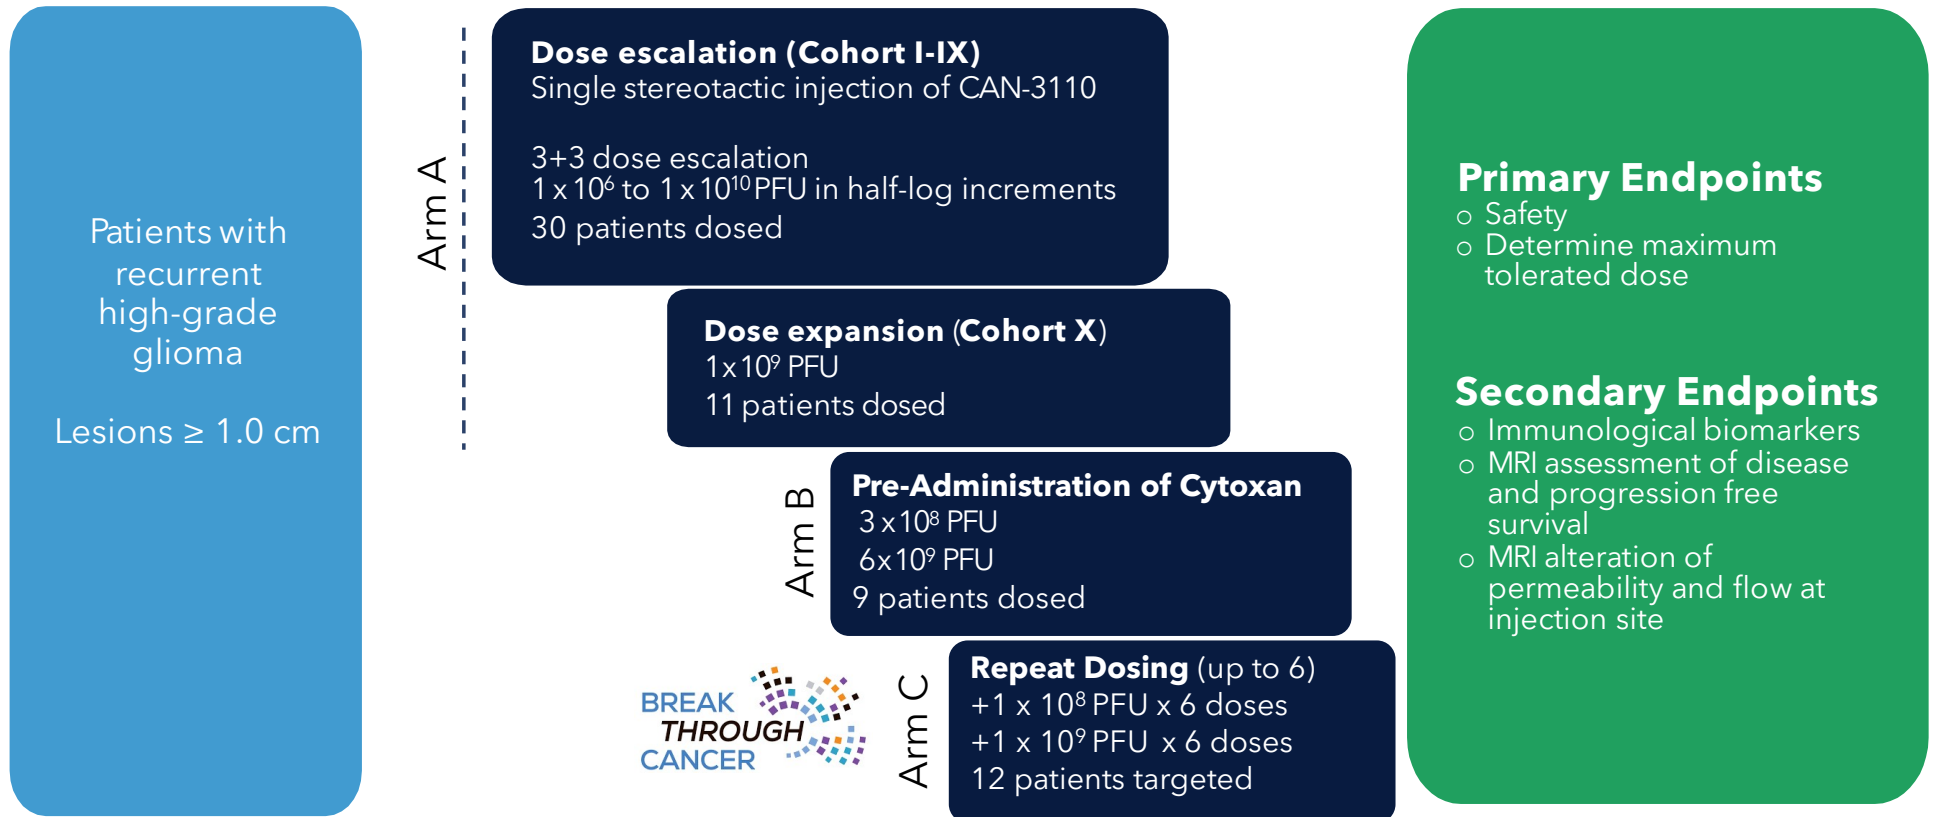 Patients with
recurrent
high-grade
glioma
Lesions ≥ 1.0 cm
Arm A
Dose escalation (Cohort I-IX)
Single stereotactic injection of CAN-3110
3+3 dose escalation
1 x 10⁶ to 1 x 10¹⁰ PFU in half-log increments
30 patients dosed
Dose expansion (Cohort X)
1x10⁹ PFU
11 patients dosed
Arm B
Pre-Administration of Cytoxan
3 x10⁸ PFU
6x10⁹ PFU
9 patients dosed
BREAK
THROUGH
CANCER
Arm C
Repeat Dosing (up to 6)
+1 x 10⁸ PFU x 6 doses
+1 x 10⁹ PFU x 6 doses
12 patients targeted
Primary Endpoints
○ Safety
○ Determine maximum
tolerated dose
Secondary Endpoints
○ Immunological biomarkers
○ MRI assessment of disease
and progression free
survival
○ MRI alteration of
permeability and flow at
injection site